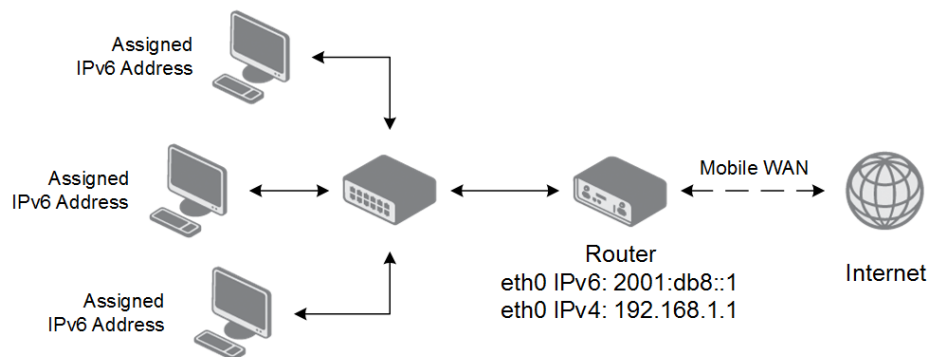 Assigned
IPv6 Address
Assigned
IPv6 Address
Assigned
IPv6 Address
Mobile WAN
Router
eth0 IPv6: 2001:db8::1
eth0 IPv4: 192.168.1.1
Internet